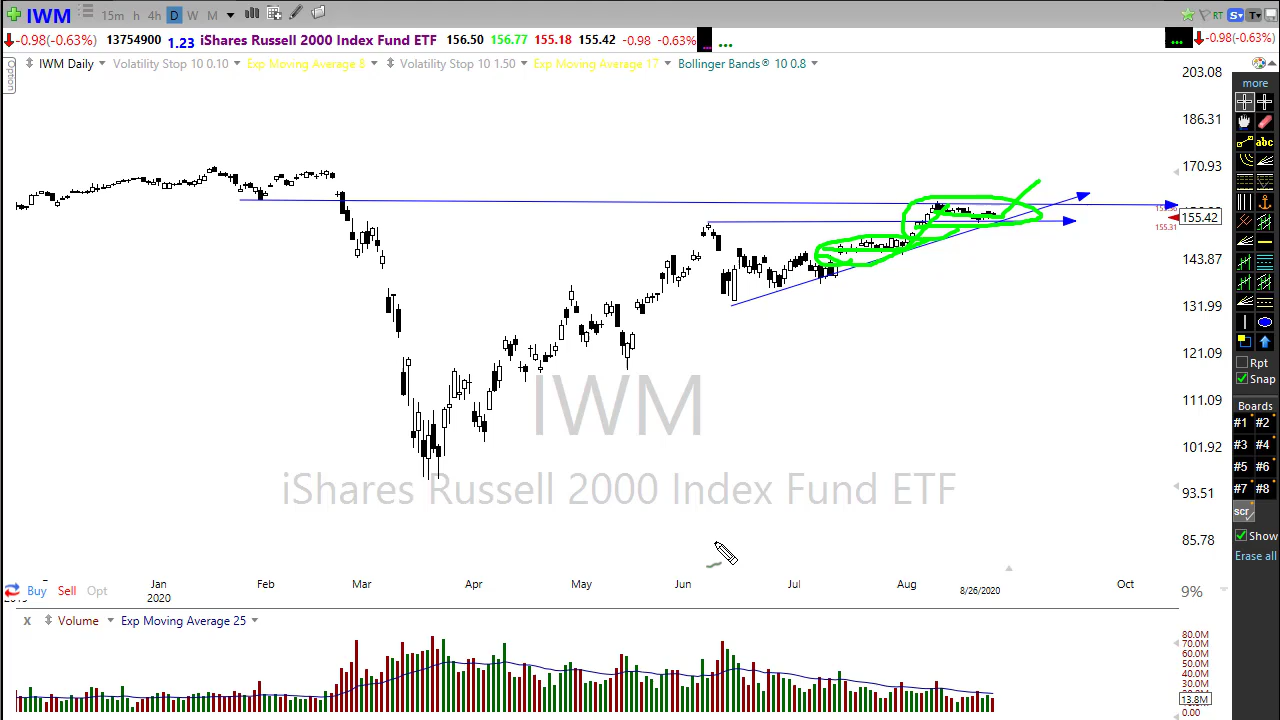 IWM 15m h 4h D W M RT S T
-0.98(-0.63%) 13754900 1.23 iShares Russell 2000 Index Fund ETF 156.50 156.77 155.18 155.42 -0.98 -0.63% ... ... -0.98(-0.63%)
Option
IWM Daily Volatility Stop 10 0.10 Exp Moving Average 8 Volatility Stop 10 1.50 Exp Moving Average 17 Bollinger Bands® 10 0.8
203.08
186.31
170.93
155.42
155.31
143.87
131.99
121.09
111.09
101.92
93.51
85.78
IWM
iShares Russell 2000 Index Fund ETF
Jan Feb Mar Apr May Jun Jul Aug Oct
2020 8/26/2020
Buy Sell Opt 9%
X Volume Exp Moving Average 25
80.0M
70.0M
60.0M
50.0M
40.0M
30.0M
13.8M
0.00
more
abc
Rpt
Snap
Boards
#1 #2
#3 #4
#5 #6
#7 #8
scr
Show
Erase all